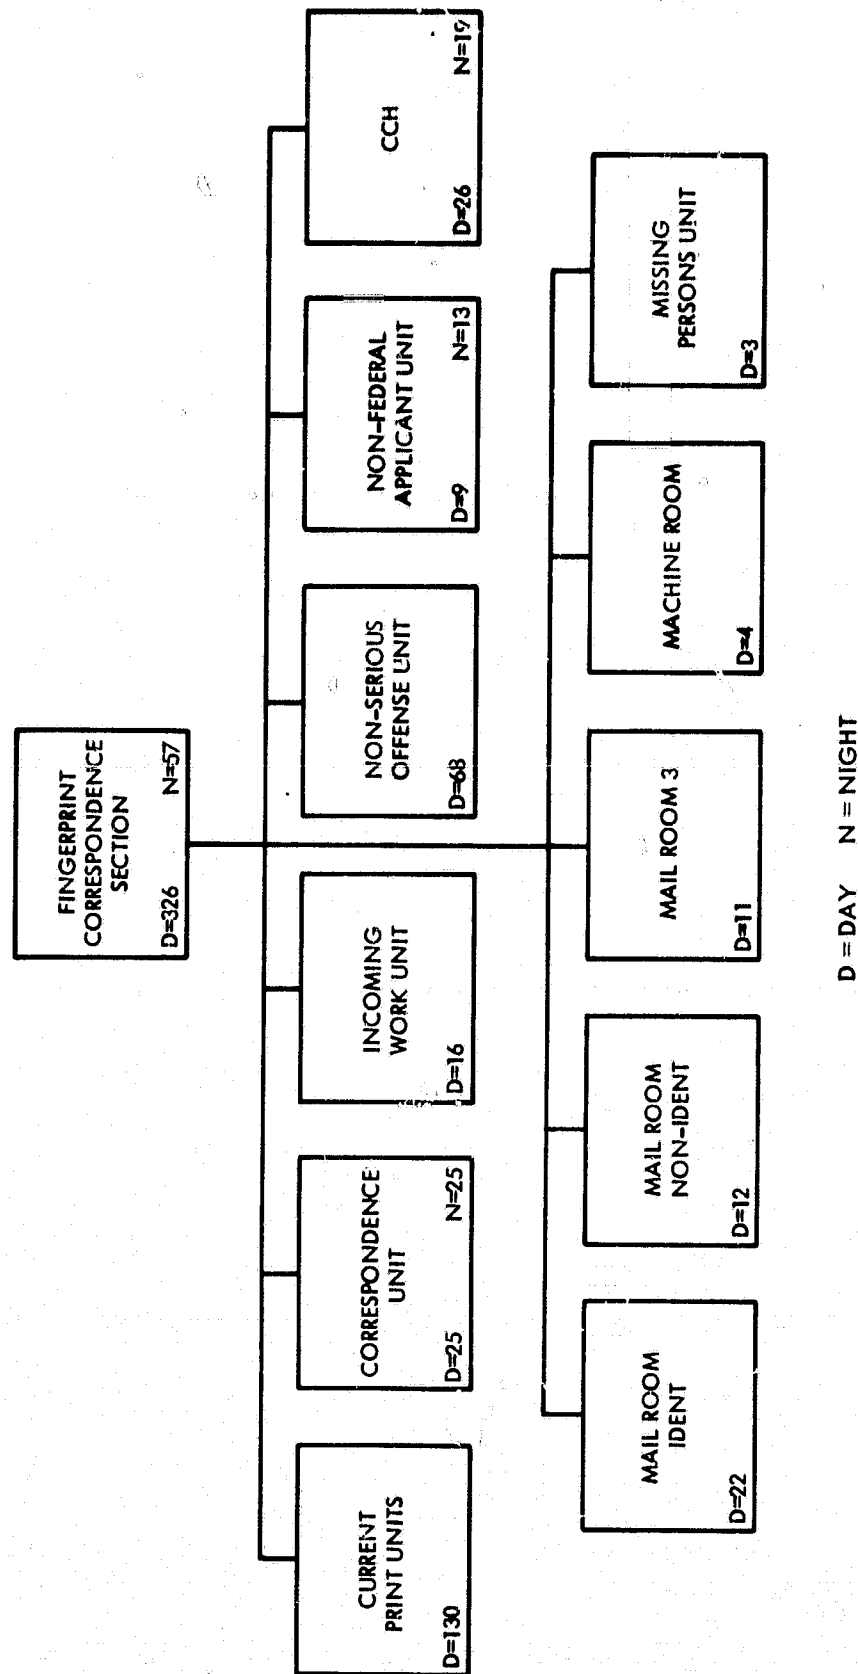 FINGERPRINT
CORRESPONDENCE
SECTION
D=326 N=57
CURRENT
PRINT UNITS
D=130
CORRESPONDENCE
UNIT
D=25 N=25
INCOMING
WORK UNIT
D=16
NON-SERIOUS
OFFENSE UNIT
D=68
NON-FEDERAL
APPLICANT UNIT
D=9 N=13
CCH
D=26 N=19
MAIL ROOM
IDENT
D=22
MAIL ROOM
NON-IDENT
D=12
MAIL ROOM 3
D=11
MACHINE ROOM
D=4
MISSING
PERSONS UNIT
D=3
D = DAY N = NIGHT